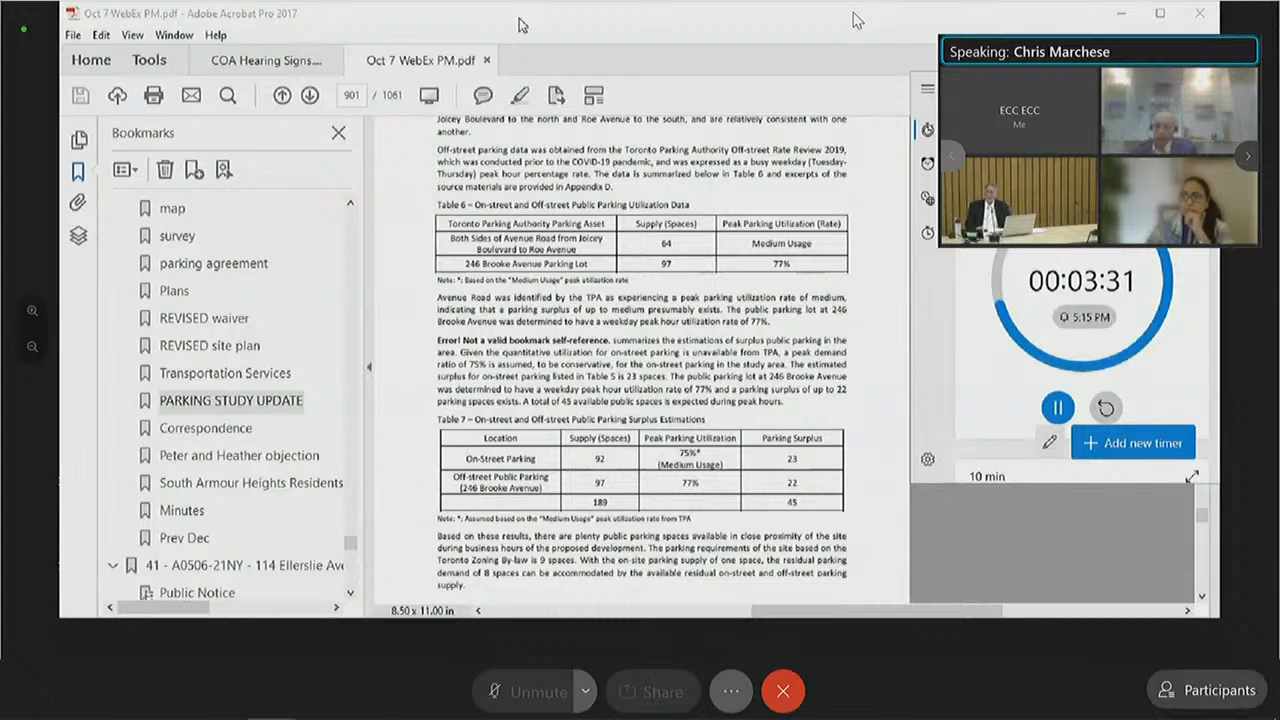 Oct 7 WebEx PM.pdf - Adobe Acrobat Pro 2017
File Edit View Window Help
Home Tools COA Hearing Signs.... Oct 7 WebEx PM.pdf ×
901 / 1061
Bookmarks
map
survey
parking agreement
Plans
REVISED waiver
REVISED site plan
Transportation Services
PARKING STUDY UPDATE
Correspondence
Peter and Heather objection
South Armour Heights Residents
Minutes
Prev Dec
41 - A0506-21NY - 114 Ellerslie Ave
Public Notice
Joicey Boulevard to the north and Roe Avenue to the south, and are relatively consistent with one
another.
Off-street parking data was obtained from the Toronto Parking Authority Off-street Rate Review 2019,
which was conducted prior to the COVID-19 pandemic, and was expressed as a busy weekday (Tuesday-
Thursday) peak hour percentage rate. The data is summarized below in Table 6 and excerpts of the
source materials are provided in Appendix D.
Table 6 – On-street and Off-street Public Parking Utilization Data
Toronto Parking Authority Parking Asset Supply (Spaces) Peak Parking Utilization (Rate)
Both Sides of Avenue Road from Joicey
Boulevard to Roe Avenue 64 Medium Usage
246 Brooke Avenue Parking Lot 97 77%
Note: *: Based on the "Medium Usage" peak utilization rate
Avenue Road was identified by the TPA as experiencing a peak parking utilization rate of medium,
indicating that a parking surplus of up to medium presumably exists. The public parking lot at 246
Brooke Avenue was determined to have a weekday peak hour utilization rate of 77%.
Error! Not a valid bookmark self-reference. summarizes the estimations of surplus public parking in the
area. Given the quantitative utilization for on-street parking is unavailable from TPA, a peak demand
ratio of 75% is assumed, to be conservative, for the on-street parking in the study area. The estimated
surplus for on-street parking listed in Table 5 is 23 spaces. The public parking lot at 246 Brooke Avenue
was determined to have a weekday peak hour utilization rate of 77% and a parking surplus of up to 22
parking spaces exists. A total of 45 available public spaces is expected during peak hours.
Table 7 – On-street and Off-street Public Parking Surplus Estimations
Location Supply (Spaces) Peak Parking Utilization Parking Surplus
On-Street Parking 92 75%* (Medium Usage) 23
Off-street Public Parking
(246 Brooke Avenue) 97 77% 22
189 45
Note: *: Assumed based on the "Medium Usage" peak utilization rate from TPA
Based on these results, there are plenty public parking spaces available in close proximity of the site
during business hours of the proposed development. The parking requirements of the site based on the
Toronto Zoning By-law is 9 spaces. With the on-site parking supply of one space, the residual parking
demand of 8 spaces can be accommodated by the available residual on-street and off-street parking
supply.
8.50 x 11.00 in
Speaking: Chris Marchese
ECC ECC
Me
00:03:31
5:15 PM
Add new timer
10 min
Unmute
Share
Participants